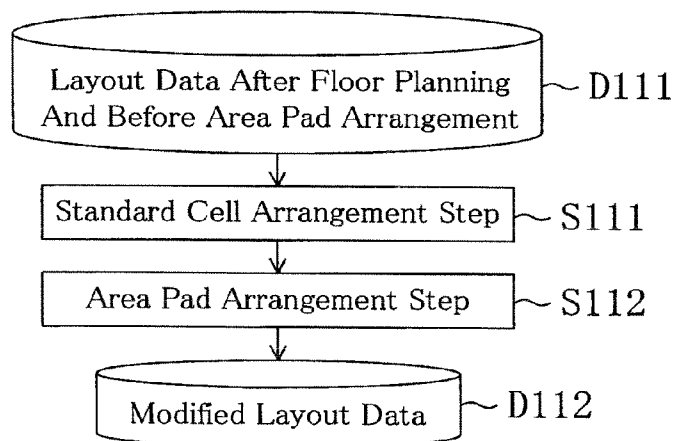 Layout Data After Floor Planning
And Before Area Pad Arrangement
D111
Standard Cell Arrangement Step
S111
Area Pad Arrangement Step
S112
Modified Layout Data
D112